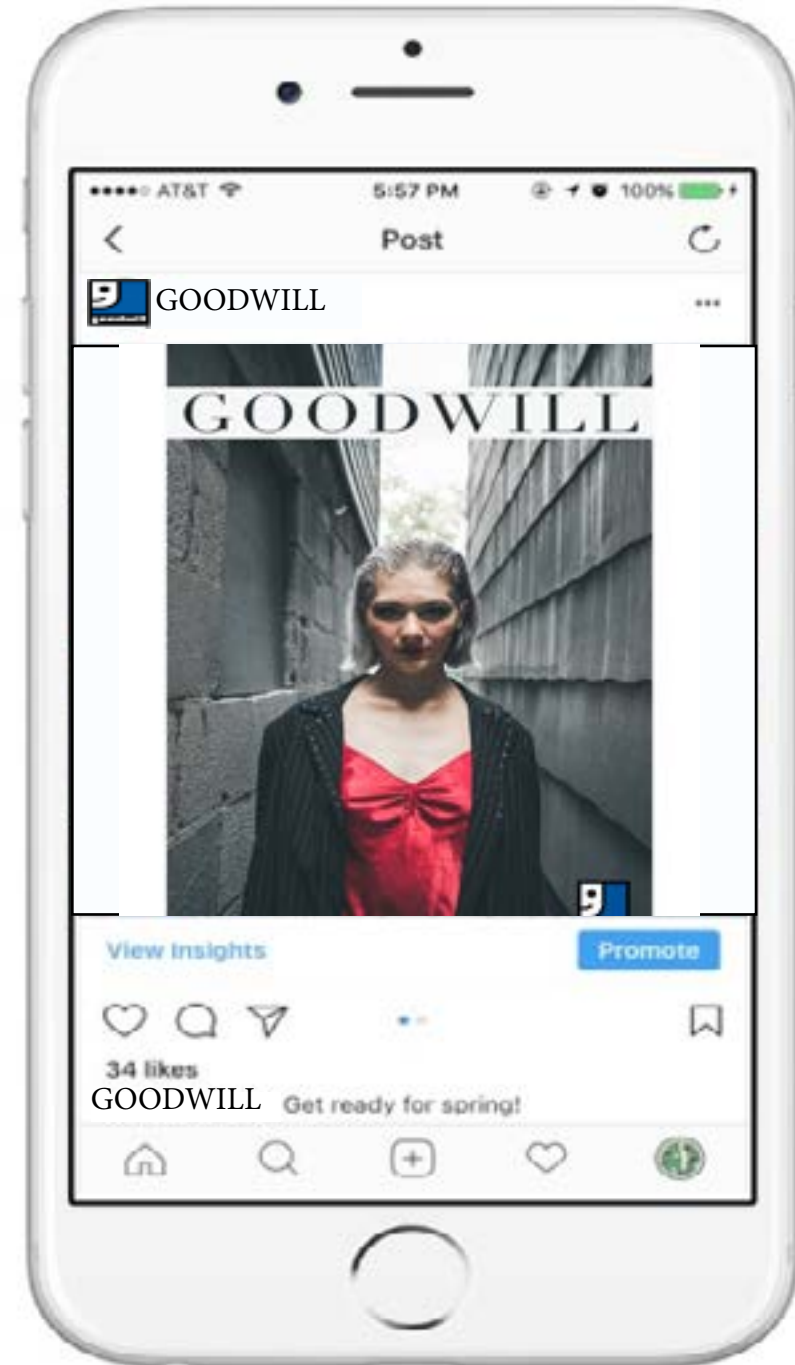 AT&T 5:57 PM 100%
Post
GOODWILL
GOODWILL
View Insights Promote
34 likes
GOODWILL Get ready for spring!